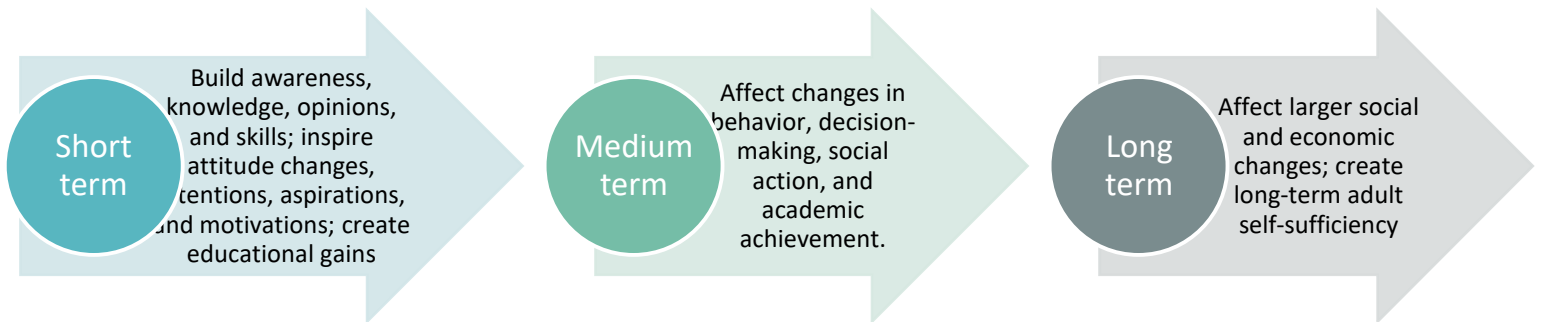 Short
term
Build awareness,
knowledge, opinions,
and skills; inspire
attitude changes,
tentions, aspirations,
and motivations; create
educational gains
Medium
term
Affect changes in
behavior, decision-
making, social
action, and
academic
achievement.
Long
term
Affect larger social
and economic
changes; create
long-term adult
self-sufficiency